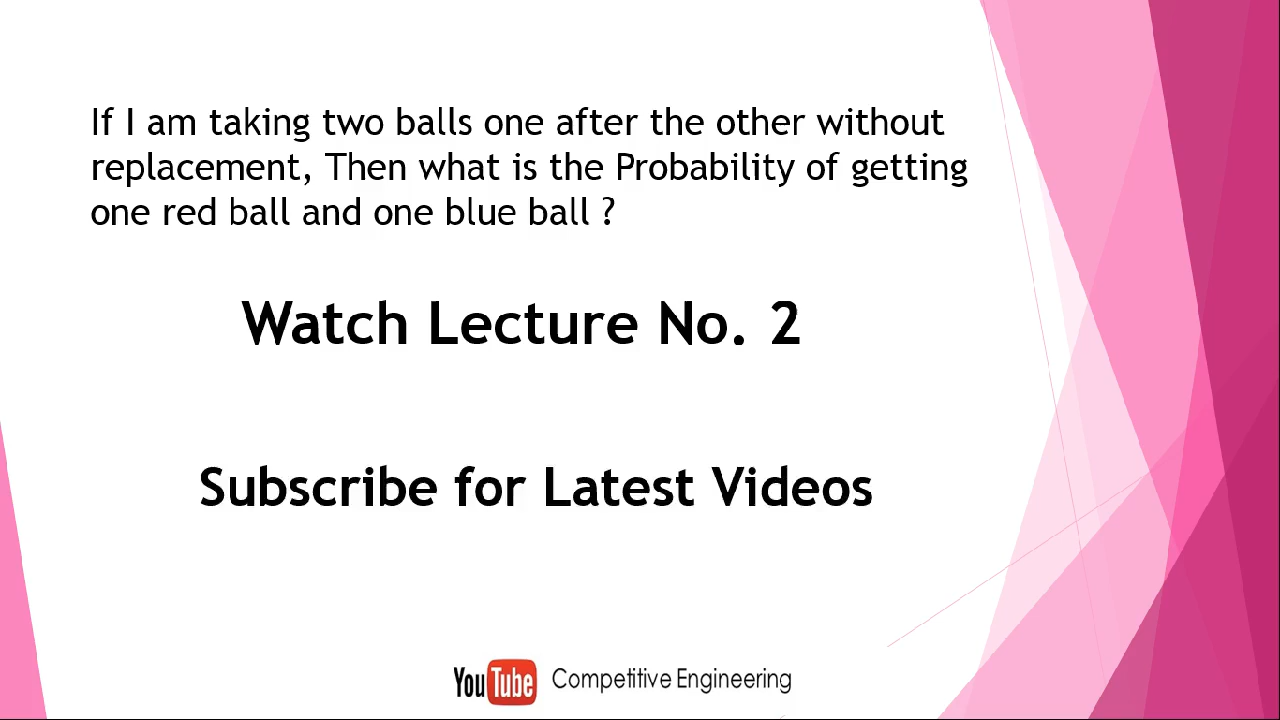 If I am taking two balls one after the other without
replacement, Then what is the Probability of getting
one red ball and one blue ball ?
Watch Lecture No. 2
Subscribe for Latest Videos
YouTube Competitive Engineering